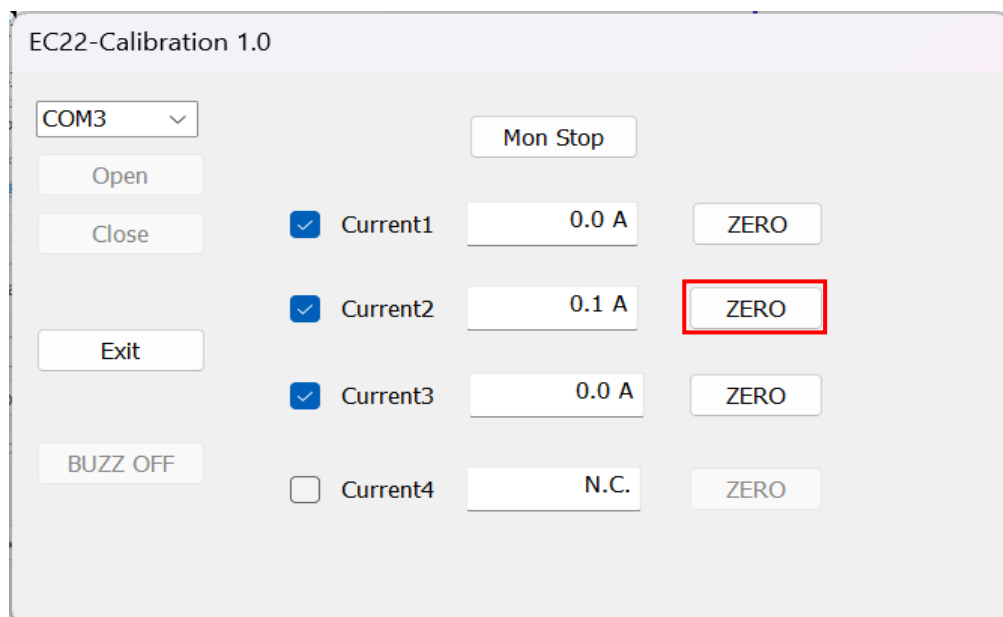 EC22-Calibration 1.0
COM3
Mon Stop
Open
Close
Current1 0.0 A ZERO
Current2 0.1 A ZERO
Exit
Current3 0.0 A ZERO
BUZZ OFF
Current4 N.C. ZERO